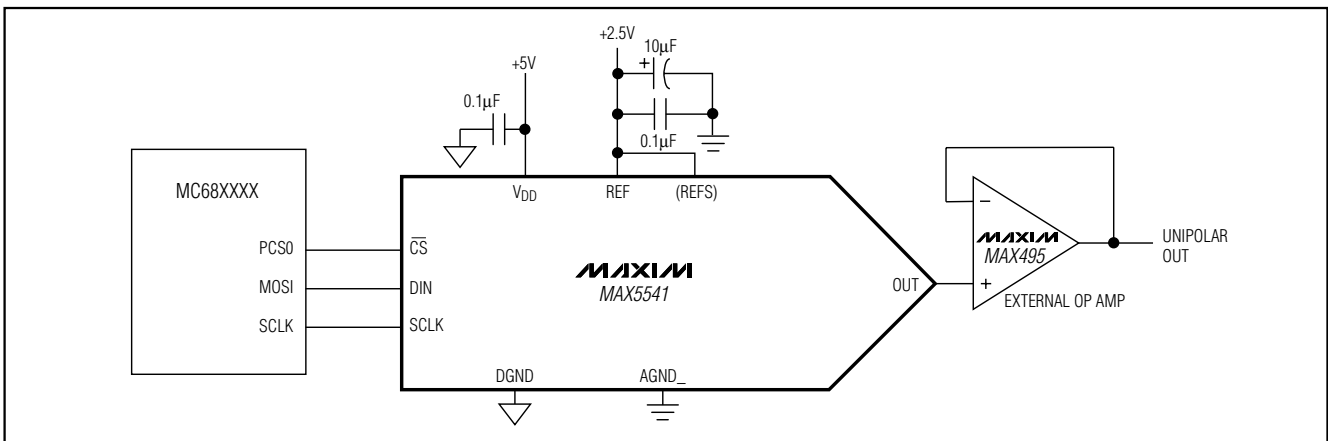 +2.5V
10µF
+
+5V
0.1µF
0.1µF
MC68XXXX
VDD
REF
(REFS)
PCS0
CS
MOSI
DIN
SCLK
SCLK
MAXIM
MAX5541
OUT
DGND
AGND_
−
MAXIM
MAX495
+
EXTERNAL OP AMP
UNIPOLAR
OUT